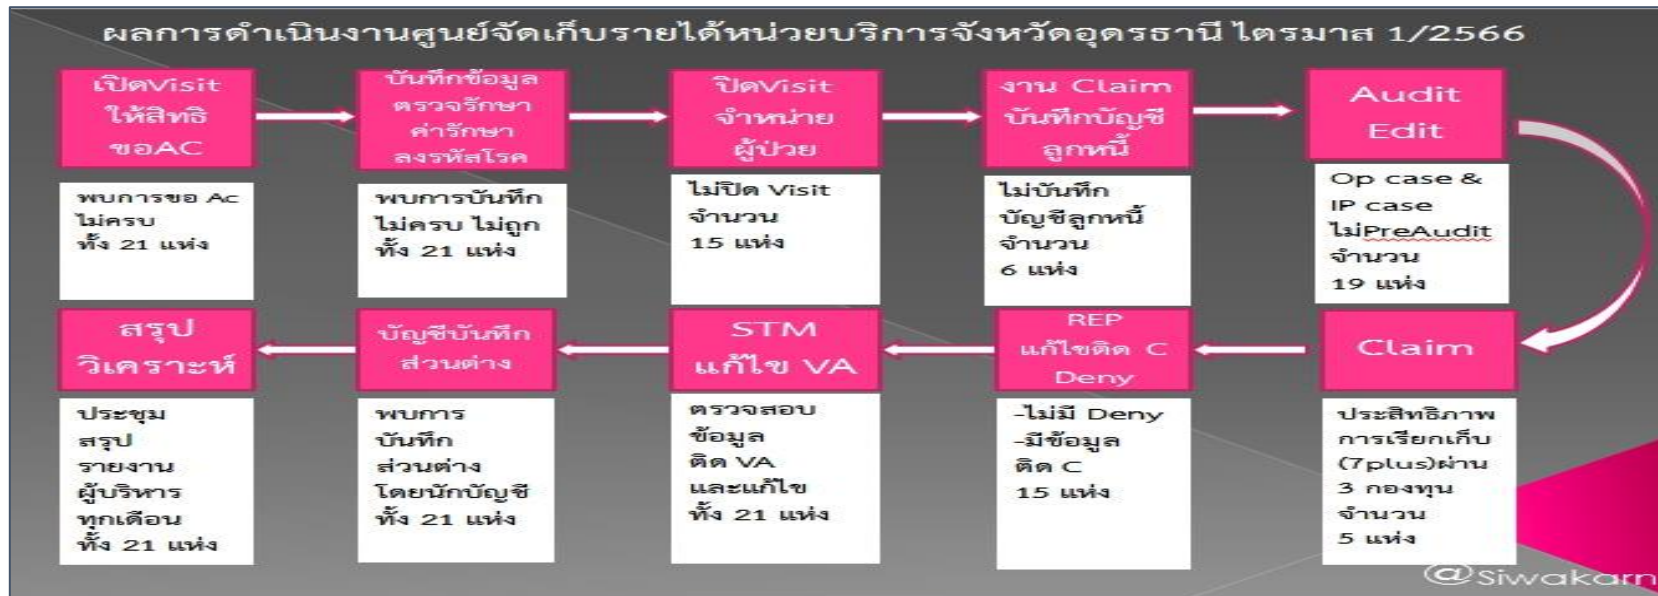 ผลการดำเนินงานศูนย์จัดเก็บรายได้หน่วยบริการจังหวัดอุดรธานี ไตรมาส 1/2566
เปิดVisit
ให้สิทธิ
ขอAC
บันทึกข้อมูล
ตรวจรักษา
ค่ารักษา
ลงรหัสโรค
ปิดVisit
จำหน่าย
ผู้ป่วย
งาน Claim
บันทึกบัญชี
ลูกหนี้
Audit
Edit
พบการขอ Ac
ไม่ครบ
ทั้ง 21 แห่ง
พบการบันทึก
ไม่ครบ ไม่ถูก
ทั้ง 21 แห่ง
ไม่ปิด Visit
จำนวน
15 แห่ง
ไม่บันทึก
บัญชีลูกหนี้
จำนวน
6 แห่ง
Op case &
IP case
ไม่PreAudit
จำนวน
19 แห่ง
สรุป
วิเคราะห์
บัญชีบันทึก
ส่วนต่าง
STM
แก้ไข VA
REP
แก้ไขติด C
Deny
Claim
ประชุม
สรุป
รายงาน
ผู้บริหาร
ทุกเดือน
ทั้ง 21 แห่ง
พบการ
บันทึก
ส่วนต่าง
โดยนักบัญชี
ทั้ง 21 แห่ง
ตรวจสอบ
ข้อมูล
ติด VA
และแก้ไข
ทั้ง 21 แห่ง
-ไม่มี Deny
-มีข้อมูล
ติด C
15 แห่ง
ประสิทธิภาพ
การเรียกเก็บ
(7plus)ผ่าน
3 กองทุน
จำนวน
5 แห่ง
@Siwakarn